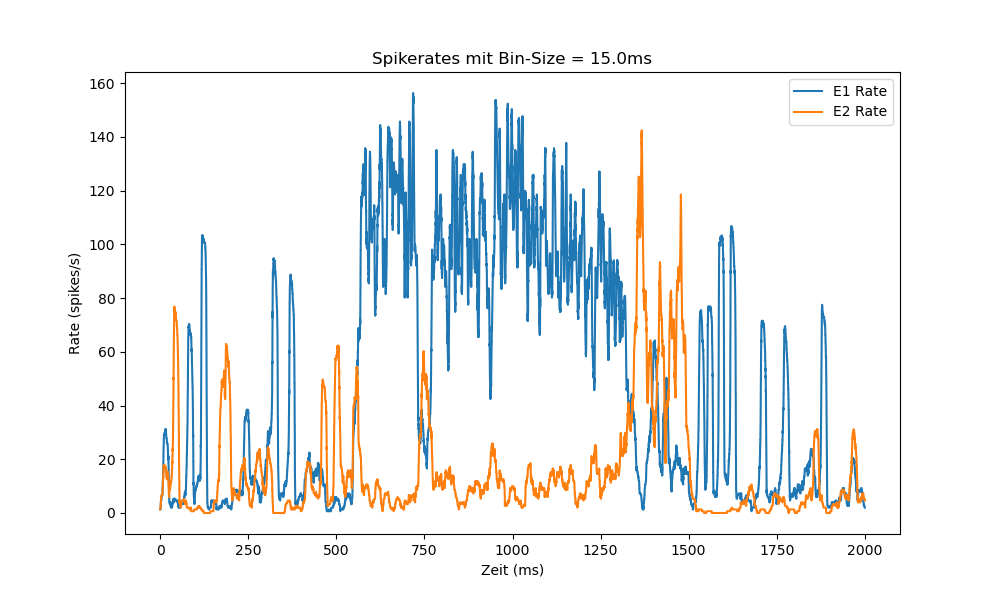 Spikerates mit Bin-Size = 15.0ms
E1 Rate
E2 Rate
160
140
120
100
80
60
40
20
0
Rate (spikes/s)
0 250 500 750 1000 1250 1500 1750 2000
Zeit (ms)